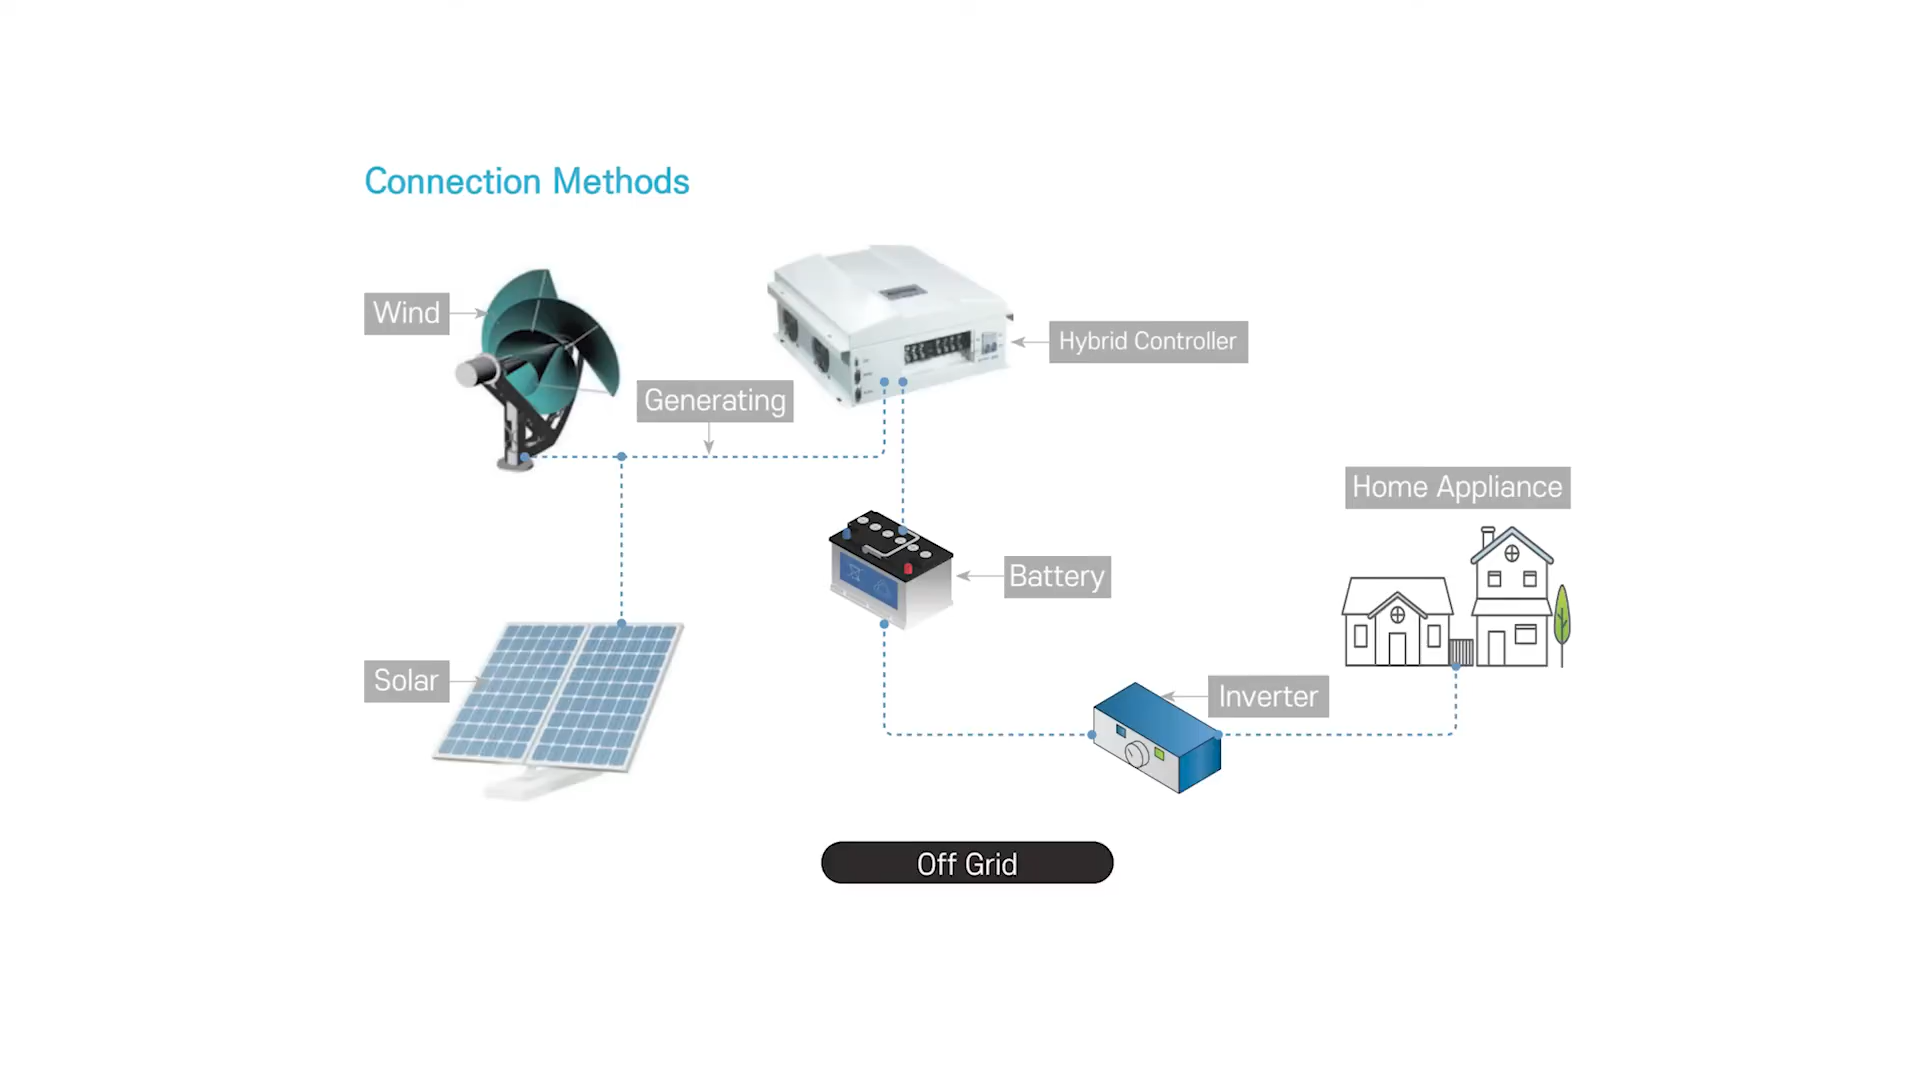 Connection Methods
Wind
Hybrid Controller
Generating
Home Appliance
Battery
Solar
Inverter
Off Grid